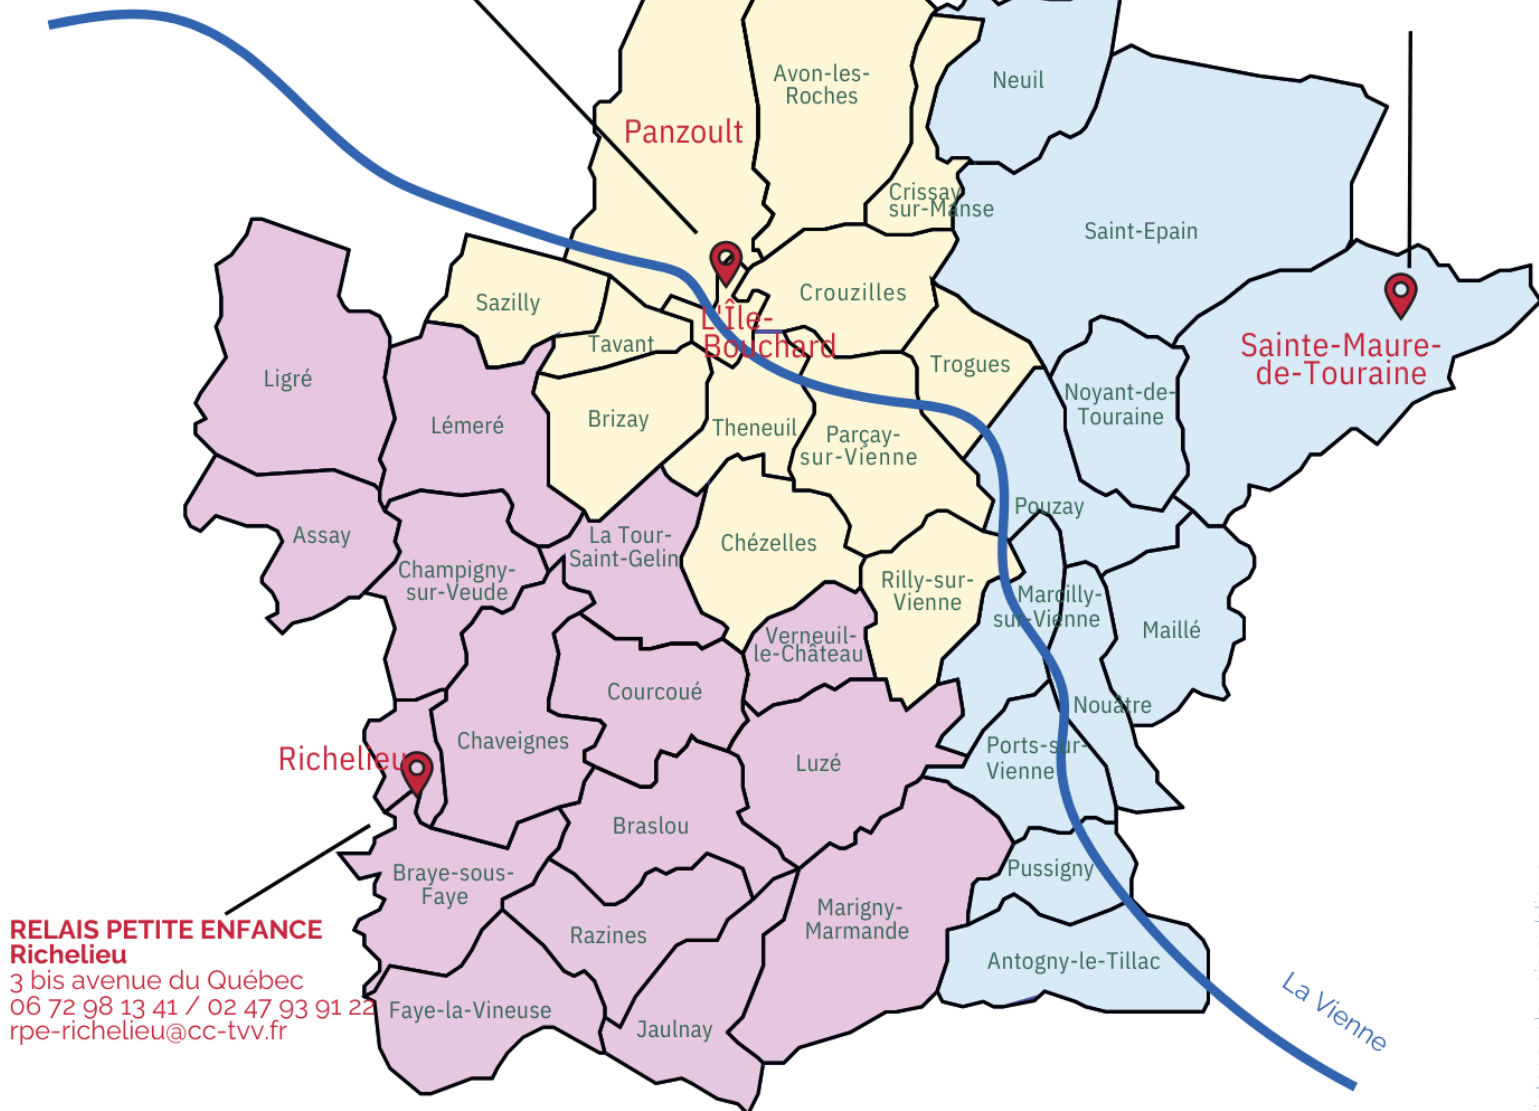 Neuil
Avon-les-
Roches
Panzoult
Crissay
sur-Manse
Saint-Epain
Sazilly
Crouzilles
L'Île-
Bouchard
Tavant
Sainte-Maure-
de-Touraine
Trogues
Ligré
Noyant-de-
Touraine
Lémeré
Brizay
Theneuil
Parçay-
sur-Vienne
Pouzay
Assay
La Tour-
Saint-Gelin
Chézelles
Champigny-
sur-Veude
Rilly-sur-
Vienne
Marcilly-
sur-Vienne
Maillé
Verneuil-
le-Château
Courcoué
Nouâtre
Chaveignes
Richelieu
Luzé
Ports-sur-
Vienne
Braslou
Braye-sous-
Faye
Pussigny
Marigny-
Marmande
Razines
Antogny-le-Tillac
Faye-la-Vineuse
Jaulnay
La Vienne
RELAIS PETITE ENFANCE
Richelieu
3 bis avenue du Québec
06 72 98 13 41 / 02 47 93 91 22
rpe-richelieu@cc-tvv.fr